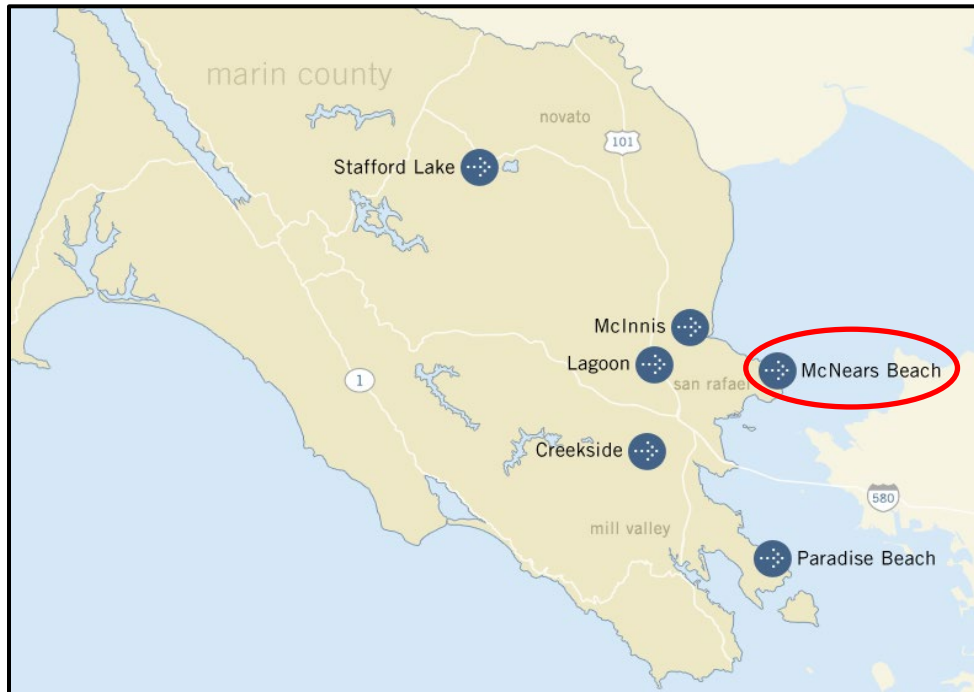 marin county
novato
101
Stafford Lake
McInnis
Lagoon
McNears Beach
san rafael
1
Creekside
580
mill valley
Paradise Beach